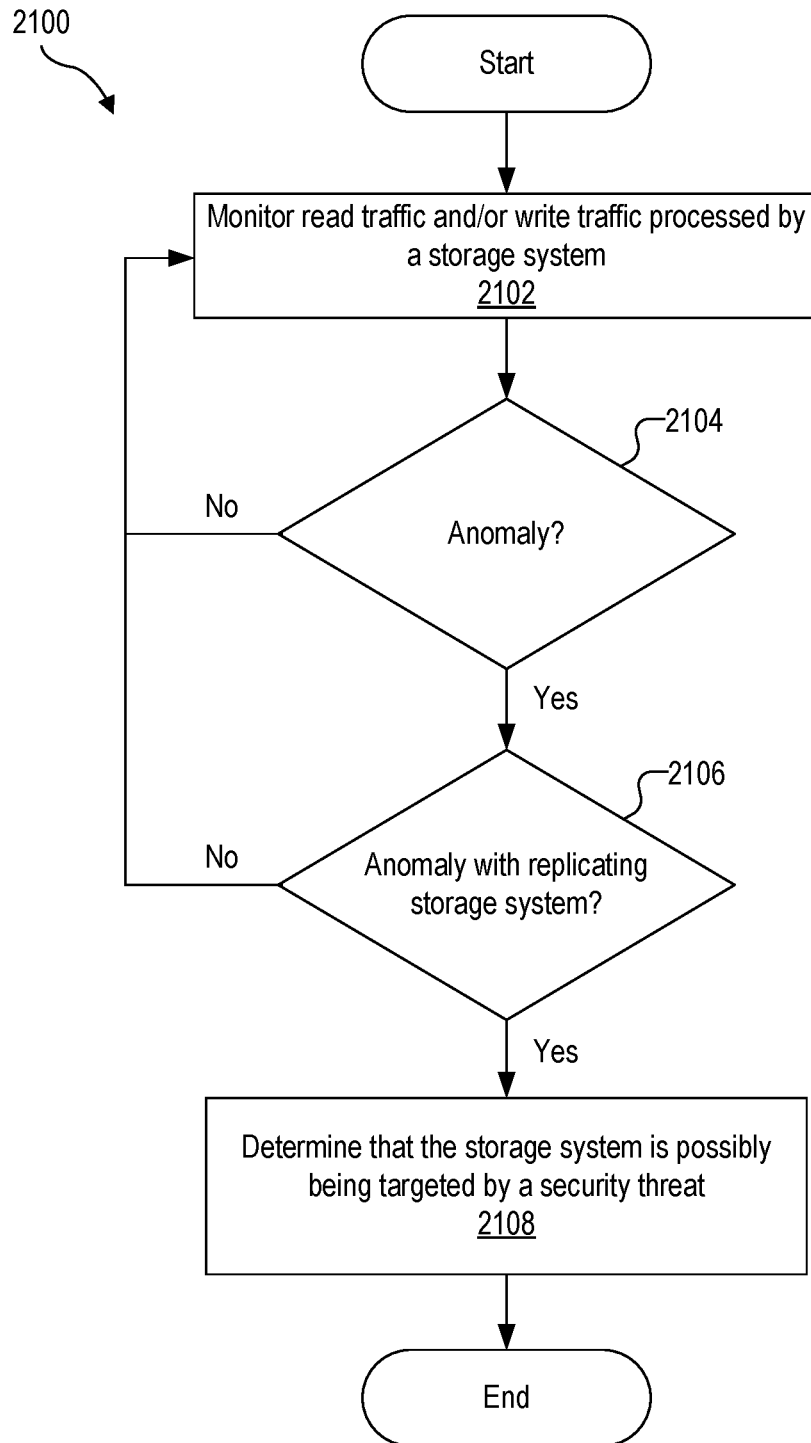 2100
Start
Monitor read traffic and/or write traffic processed by
a storage system
2102
2104
Anomaly?
No
Yes
2106
Anomaly with replicating
storage system?
No
Yes
Determine that the storage system is possibly
being targeted by a security threat
2108
End